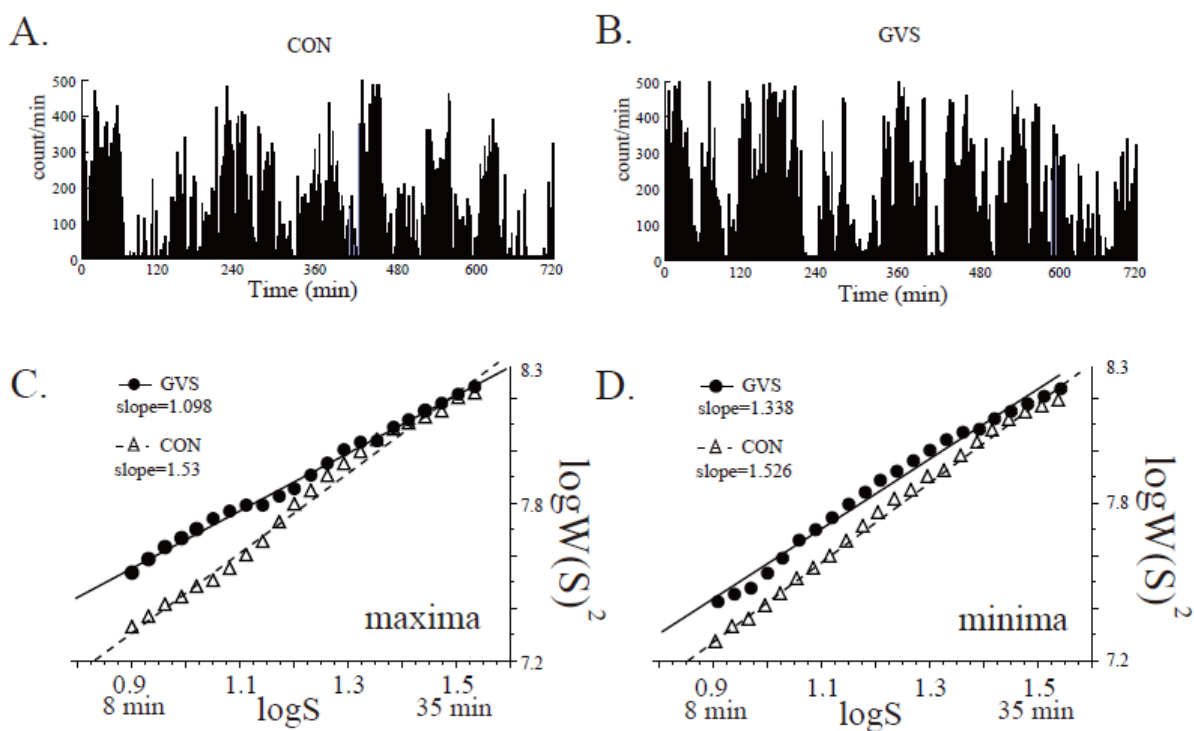 A.
CON
count/min
500
400
300
200
100
0
0 120 240 360 480 600 720
Time (min)
B.
GVS
count/min
500
400
300
200
100
0
0 120 240 360 480 600 720
Time (min)
C.
GVS
slope=1.098
CON
slope=1.53
maxima
8.3
7.8
7.2
logW(S)²
0.9 1.1 1.3 1.5
8 min logS 35 min
D.
GVS
slope=1.338
CON
slope=1.526
minima
8.3
7.8
7.2
logW(S)²
0.9 1.1 1.3 1.5
8 min logS 35 min